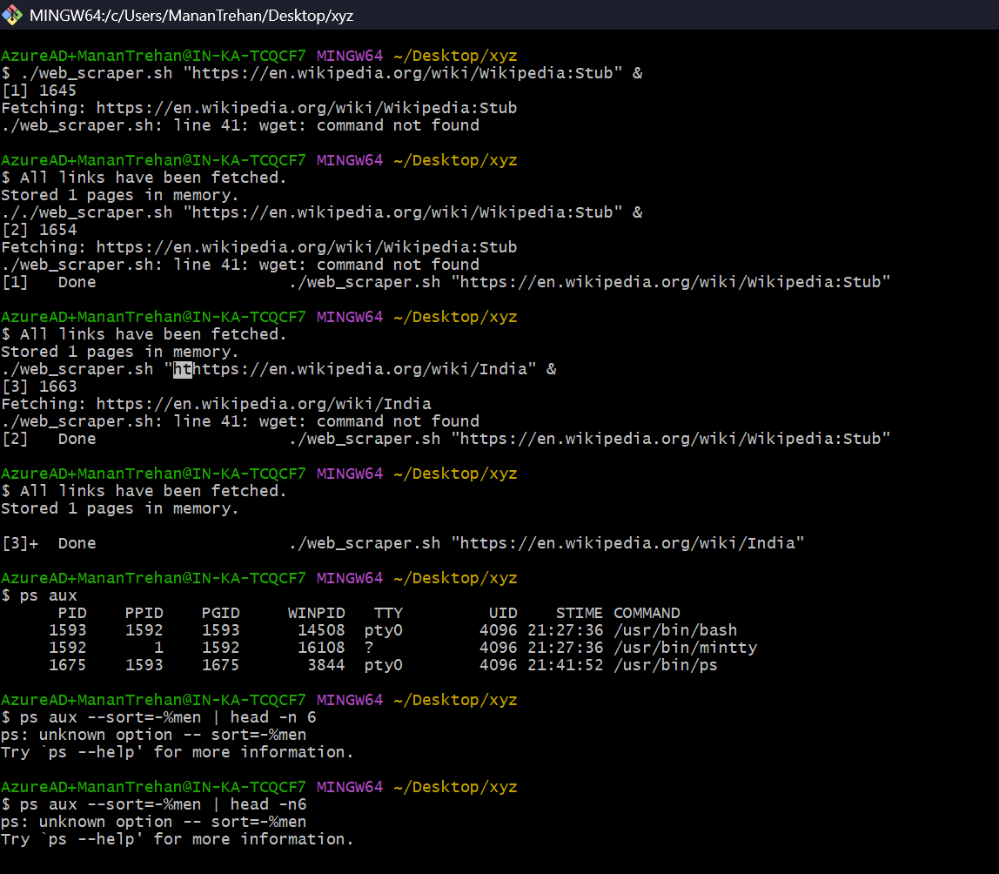 MINGW64:/c/Users/MananTrehan/Desktop/xyz
AzureAD+MananTrehan@IN-KA-TCQCF7 MINGW64 ~/Desktop/xyz
$ ./web_scraper.sh "https://en.wikipedia.org/wiki/Wikipedia:Stub" &
[1] 1645
Fetching: https://en.wikipedia.org/wiki/Wikipedia:Stub
./web_scraper.sh: line 41: wget: command not found
AzureAD+MananTrehan@IN-KA-TCQCF7 MINGW64 ~/Desktop/xyz
$ All links have been fetched.
Stored 1 pages in memory.
././web_scraper.sh "https://en.wikipedia.org/wiki/Wikipedia:Stub" &
[2] 1654
Fetching: https://en.wikipedia.org/wiki/Wikipedia:Stub
./web_scraper.sh: line 41: wget: command not found
[1]   Done                    ./web_scraper.sh "https://en.wikipedia.org/wiki/Wikipedia:Stub"
AzureAD+MananTrehan@IN-KA-TCQCF7 MINGW64 ~/Desktop/xyz
$ All links have been fetched.
Stored 1 pages in memory.
./web_scraper.sh "hthttps://en.wikipedia.org/wiki/India" &
[3] 1663
Fetching: https://en.wikipedia.org/wiki/India
./web_scraper.sh: line 41: wget: command not found
[2]   Done                    ./web_scraper.sh "https://en.wikipedia.org/wiki/Wikipedia:Stub"
AzureAD+MananTrehan@IN-KA-TCQCF7 MINGW64 ~/Desktop/xyz
$ All links have been fetched.
Stored 1 pages in memory.
[3]+  Done                    ./web_scraper.sh "https://en.wikipedia.org/wiki/India"
AzureAD+MananTrehan@IN-KA-TCQCF7 MINGW64 ~/Desktop/xyz
$ ps aux
      PID    PPID    PGID     WINPID   TTY         UID    STIME COMMAND
     1593    1592    1593      14508  pty0        4096 21:27:36 /usr/bin/bash
     1592       1    1592      16108  ?           4096 21:27:36 /usr/bin/mintty
     1675    1593    1675       3844  pty0        4096 21:41:52 /usr/bin/ps
AzureAD+MananTrehan@IN-KA-TCQCF7 MINGW64 ~/Desktop/xyz
$ ps aux --sort=-%men | head -n 6
ps: unknown option -- sort=-%men
Try `ps --help' for more information.
AzureAD+MananTrehan@IN-KA-TCQCF7 MINGW64 ~/Desktop/xyz
$ ps aux --sort=-%men | head -n6
ps: unknown option -- sort=-%men
Try `ps --help' for more information.